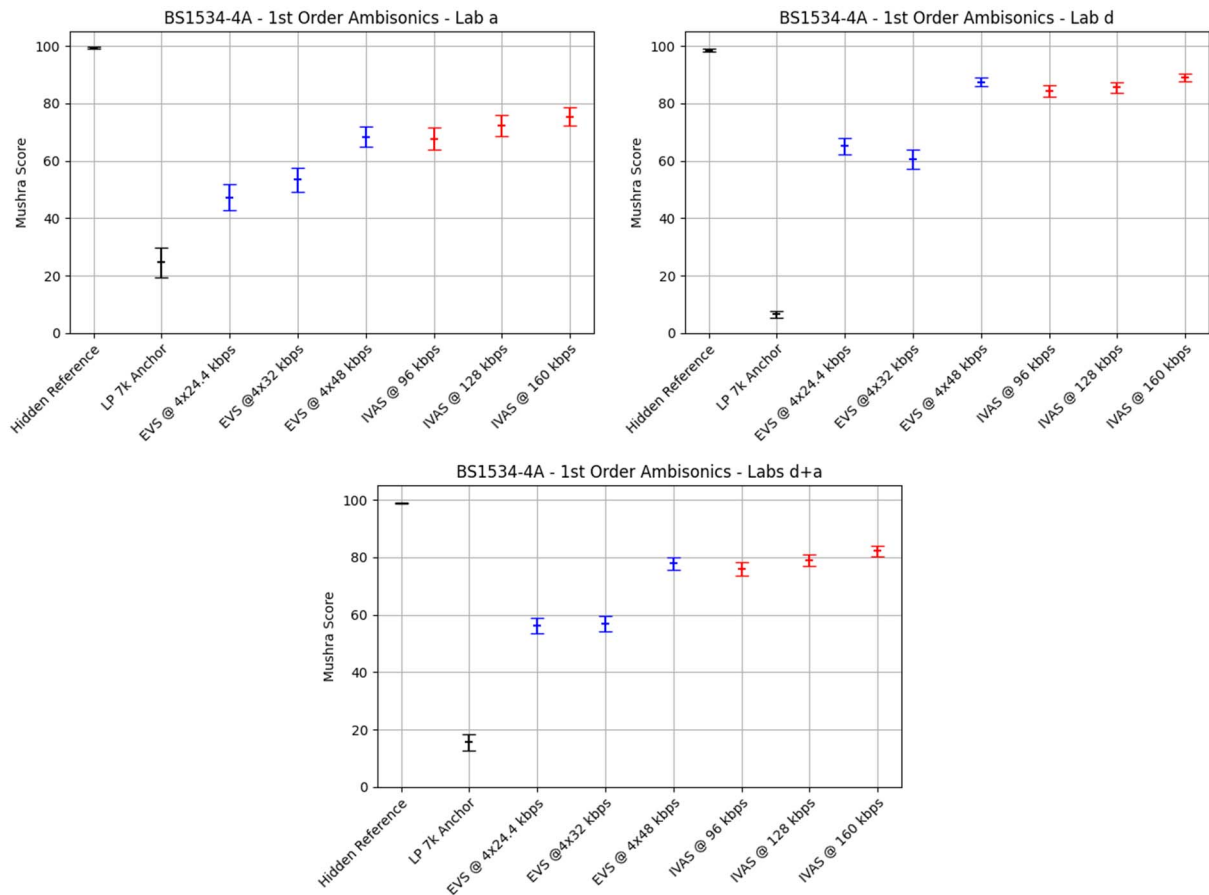 BS1534-4A - 1st Order Ambisonics - Lab a
Mushra Score
100
80
60
40
20
0
Hidden Reference
LP 7k Anchor
EVS @ 4x24.4 kbps
EVS @4x32 kbps
EVS @ 4x48 kbps
IVAS @ 96 kbps
IVAS @ 128 kbps
IVAS @ 160 kbps
BS1534-4A - 1st Order Ambisonics - Lab d
Mushra Score
100
80
60
40
20
0
Hidden Reference
LP 7k Anchor
EVS @ 4x24.4 kbps
EVS @4x32 kbps
EVS @ 4x48 kbps
IVAS @ 96 kbps
IVAS @ 128 kbps
IVAS @ 160 kbps
BS1534-4A - 1st Order Ambisonics - Labs d+a
Mushra Score
100
80
60
40
20
0
Hidden Reference
LP 7k Anchor
EVS @ 4x24.4 kbps
EVS @4x32 kbps
EVS @ 4x48 kbps
IVAS @ 96 kbps
IVAS @ 128 kbps
IVAS @ 160 kbps